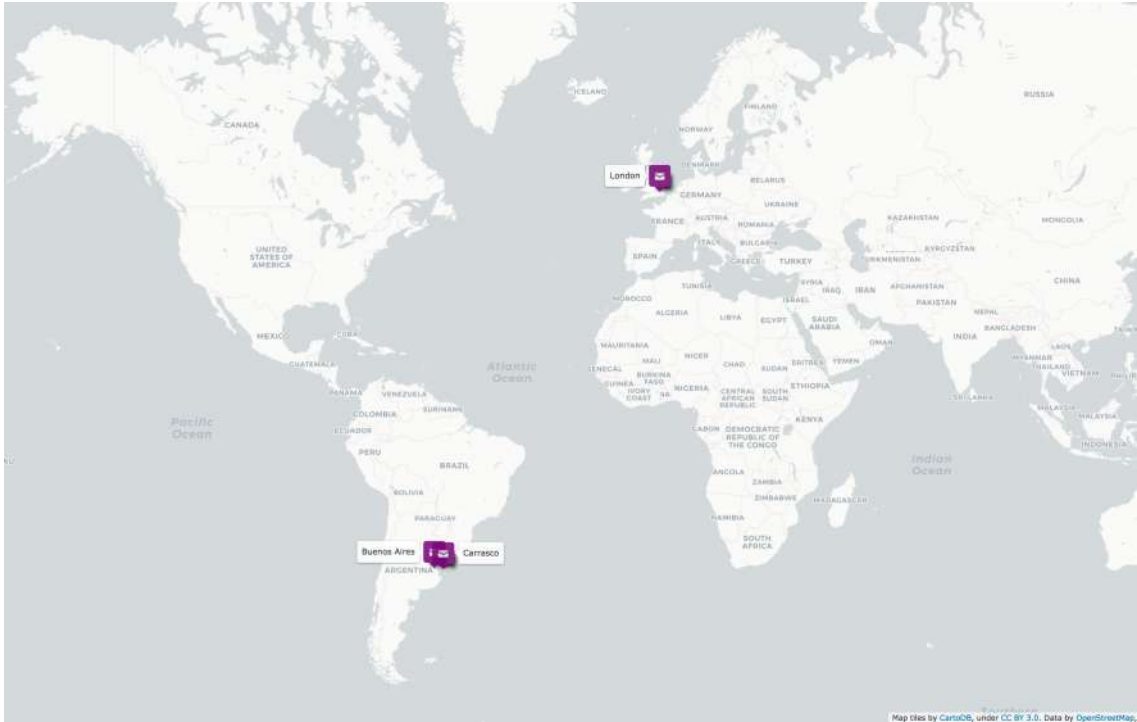 ICELAND
RUSSIA
FINLAND
CANADA
NORWAY
DENMARK
London
BELARUS
GERMANY
UKRAINE
FRANCE
AUSTRIA
ROMANIA
KAZAKHSTAN
MONGOLIA
UNITED
STATES OF
AMERICA
ITALY
BULGARIA
KYRGYZSTAN
SPAIN
GREECE
TURKEY
TURKMENISTAN
CHINA
TUNISIA
SYRIA
IRAQ
IRAN
AFGHANISTAN
MOROCCO
ISRAEL
PAKISTAN
ALGERIA
LIBYA
EGYPT
SAUDI
ARABIA
NEPAL
BANGLADESH
MEXICO
CUBA
INDIA
OMAN
MAURITANIA
LAOS
MYANMAR
GUATEMALA
Atlantic
Ocean
MALI
NIGER
CHAD
SUDAN
ERITREA
YEMEN
THAILAND
VIETNAM
SENEGAL
BURKINA
FASO
GUINEA
IVORY
COAST
NIGERIA
CENTRAL
AFRICAN
REPUBLIC
SOUTH
SUDAN
ETHIOPIA
PANAMA
VENEZUELA
SRI LANKA
COLOMBIA
SURINAME
KENYA
MALAYSIA
MALAYSIA
Pacific
Ocean
ECUADOR
GABON
DEMOCRATIC
REPUBLIC OF
THE CONGO
INDONESIA
PERU
BRAZIL
Indian
Ocean
ANGOLA
ZAMBIA
BOLIVIA
ZIMBABWE
MADAGASCAR
PARAGUAY
NAMIBIA
SOUTH
AFRICA
Buenos Aires
Carrasco
ARGENTINA
Map tiles by CartoDB, under CC BY 3.0. Data by OpenStreetMap,